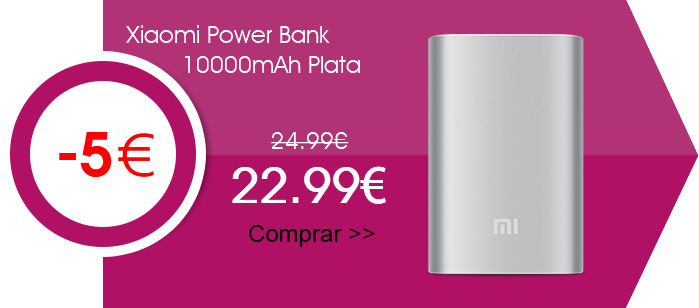 Xiaomi Power Bank
10000mAh Plata
-5€
24.99€
22.99€
Comprar >>
MI